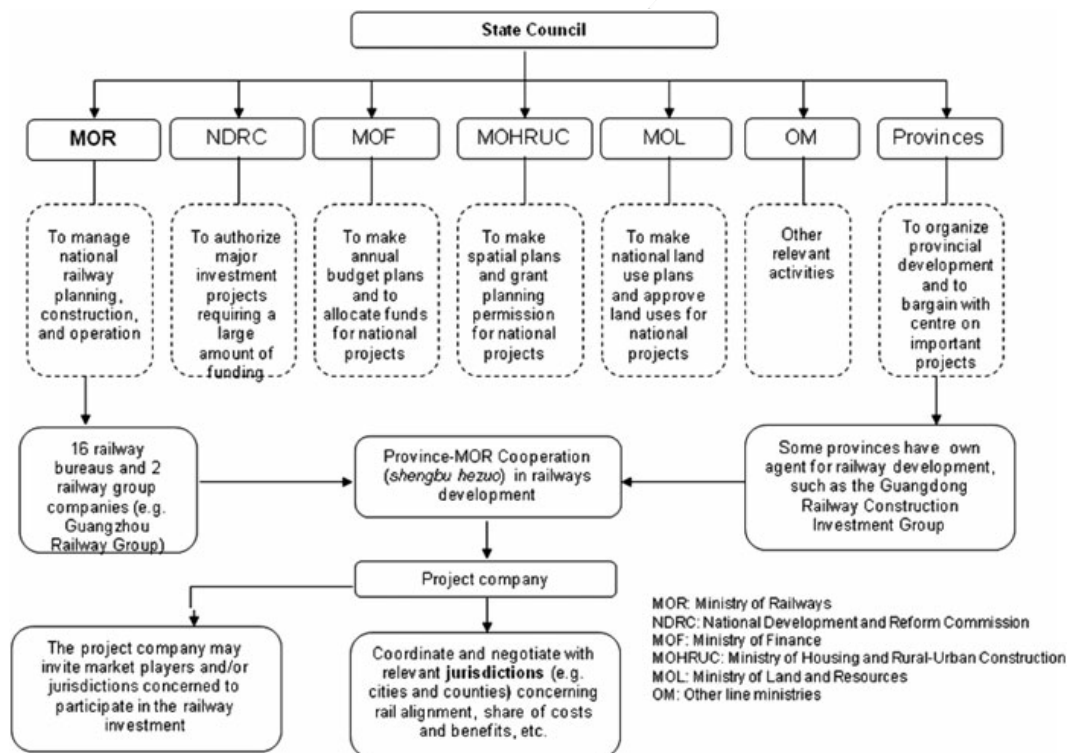 State Council
MOR
NDRC
MOF
MOHRUC
MOL
OM
Provinces
To manage
national
railway
planning,
construction,
and operation
To authorize
major
investment
projects
requiring a
large
amount of
funding
To make
annual
budget plans
and to
allocate funds
for national
projects
To make
spatial plans
and grant
planning
permission
for national
projects
To make
national land
use plans
and approve
land uses for
national
projects
Other
relevant
activities
To organize
provincial
development
and to
bargain with
centre on
important
projects
16 railway
bureaus and 2
railway group
companies (e.g.
Guangzhou
Railway Group)
Province-MOR Cooperation
(shengbu hezuo) in railways
development
Some provinces have own
agent for railway development,
such as the Guangdong
Railway Construction
Investment Group
Project company
The project company may
invite market players and/or
jurisdictions concerned to
participate in the railway
investment
Coordinate and negotiate with
relevant jurisdictions (e.g.
cities and counties) concerning
rail alignment, share of costs
and benefits, etc.
MOR: Ministry of Railways
NDRC: National Development and Reform Commission
MOF: Ministry of Finance
MOHRUC: Ministry of Housing and Rural-Urban Construction
MOL: Ministry of Land and Resources
OM: Other line ministries